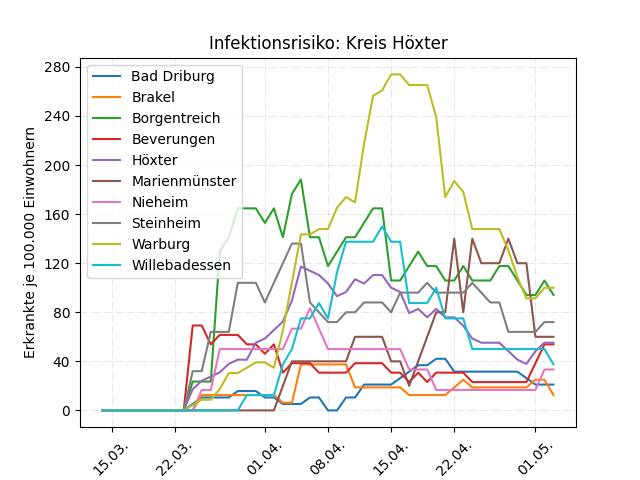 Infektionsrisiko: Kreis Höxter
Erkrankte je 100.000 Einwohnern
280
240
200
160
120
80
40
0
Bad Driburg
Brakel
Borgentreich
Beverungen
Höxter
Marienmünster
Nieheim
Steinheim
Warburg
Willebadessen
15.03.
22.03.
01.04.
08.04.
15.04.
22.04.
01.05.